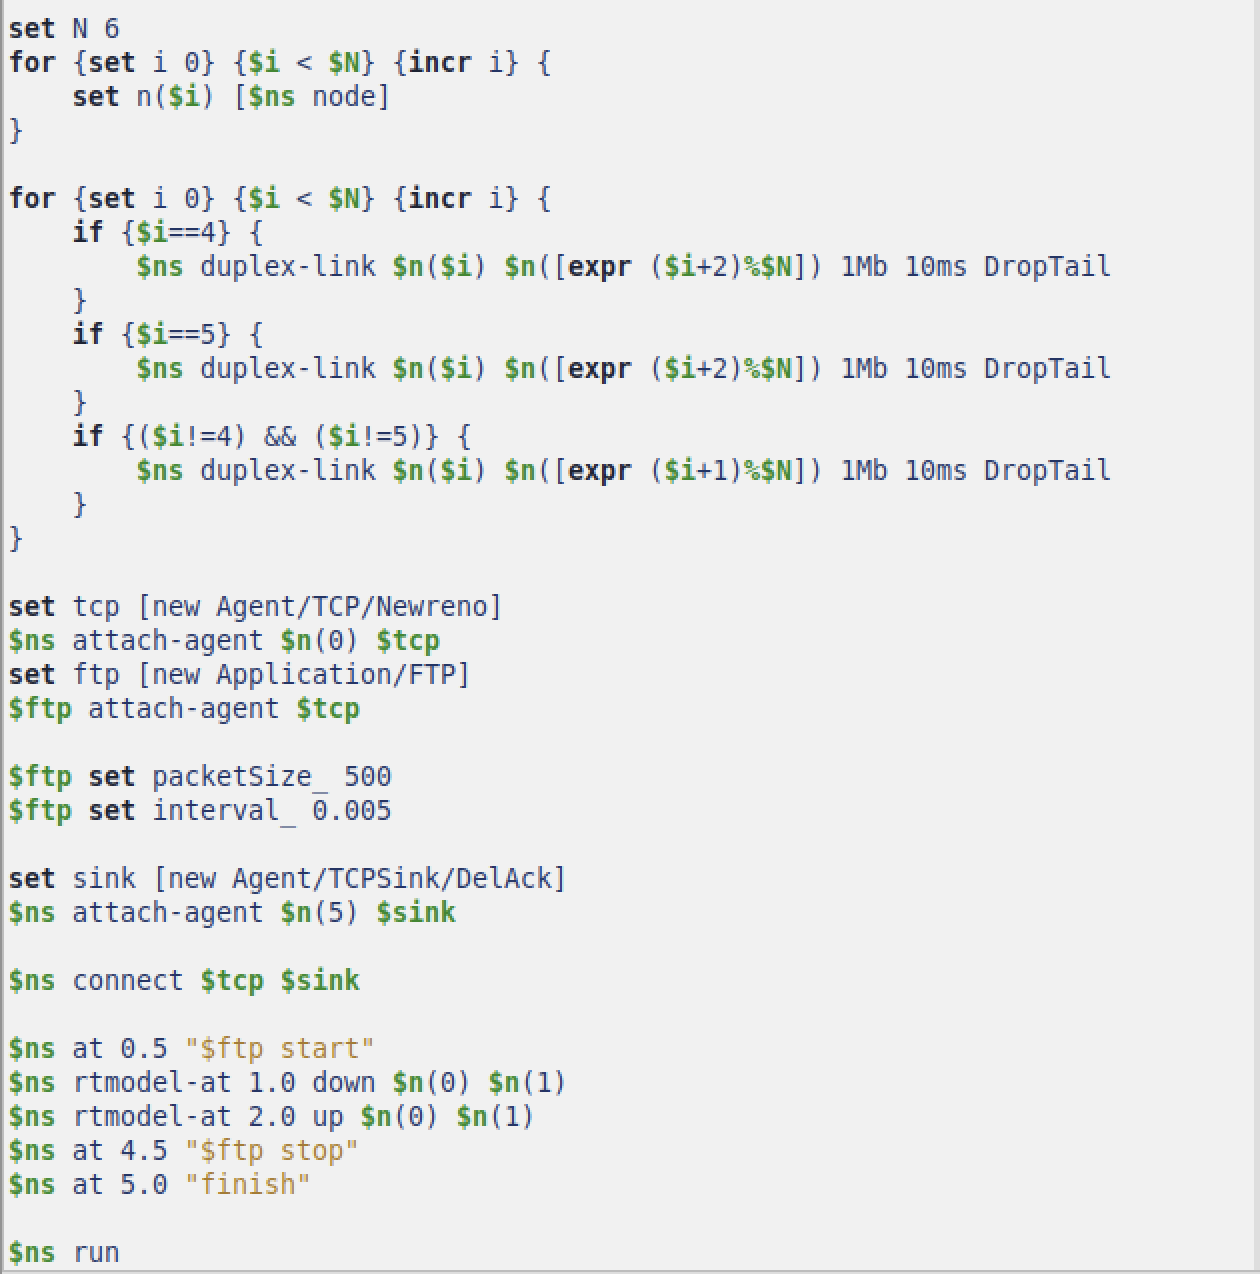 set N 6
for {set i 0} {$i < $N} {incr i} {
    set n($i) [$ns node]
}

for {set i 0} {$i < $N} {incr i} {
    if {$i==4} {
        $ns duplex-link $n($i) $n([expr ($i+2)%$N]) 1Mb 10ms DropTail
    }
    if {$i==5} {
        $ns duplex-link $n($i) $n([expr ($i+2)%$N]) 1Mb 10ms DropTail
    }
    if {($i!=4) && ($i!=5)} {
        $ns duplex-link $n($i) $n([expr ($i+1)%$N]) 1Mb 10ms DropTail
    }
}

set tcp [new Agent/TCP/Newreno]
$ns attach-agent $n(0) $tcp
set ftp [new Application/FTP]
$ftp attach-agent $tcp

$ftp set packetSize_ 500
$ftp set interval_ 0.005

set sink [new Agent/TCPSink/DelAck]
$ns attach-agent $n(5) $sink

$ns connect $tcp $sink

$ns at 0.5 "$ftp start"
$ns rtmodel-at 1.0 down $n(0) $n(1)
$ns rtmodel-at 2.0 up $n(0) $n(1)
$ns at 4.5 "$ftp stop"
$ns at 5.0 "finish"

$ns run